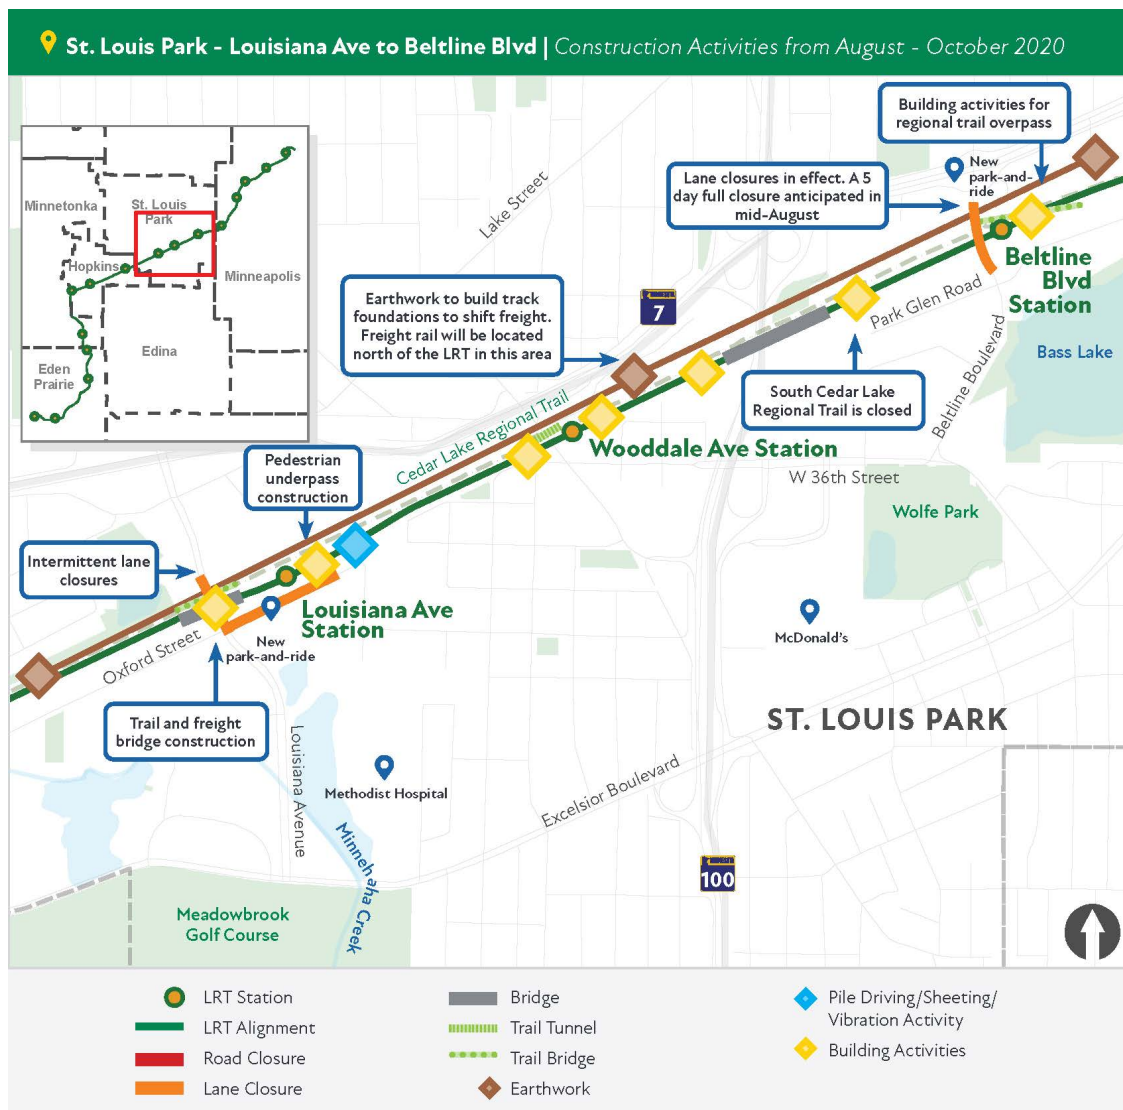 St. Louis Park - Louisiana Ave to Beltline Blvd | Construction Activities from August - October 2020
Building activities for
regional trail overpass
New
park-and-
ride
Lane closures in effect. A 5
day full closure anticipated in
mid-August
Lake Street
Minnetonka
St. Louis
Park
Hopkins
Minneapolis
Edina
Eden
Prairie
Beltline
Blvd
Station
Earthwork to build track
foundations to shift freight.
Freight rail will be located
north of the LRT in this area
7
Park Glen Road
Bass Lake
South Cedar Lake
Regional Trail is closed
Beltline Boulevard
Cedar Lake Regional Trail
Wooddale Ave Station
W 36th Street
Pedestrian
underpass
construction
Wolfe Park
Intermittent lane
closures
Louisiana Ave
Station
New
park-and-ride
Oxford Street
McDonald's
Trail and freight
bridge construction
ST. LOUIS PARK
Louisiana Avenue
Methodist Hospital
Excelsior Boulevard
Minnehaha Creek
100
Meadowbrook
Golf Course
LRT Station
LRT Alignment
Road Closure
Lane Closure
Bridge
Trail Tunnel
Trail Bridge
Earthwork
Pile Driving/Sheeting/
Vibration Activity
Building Activities